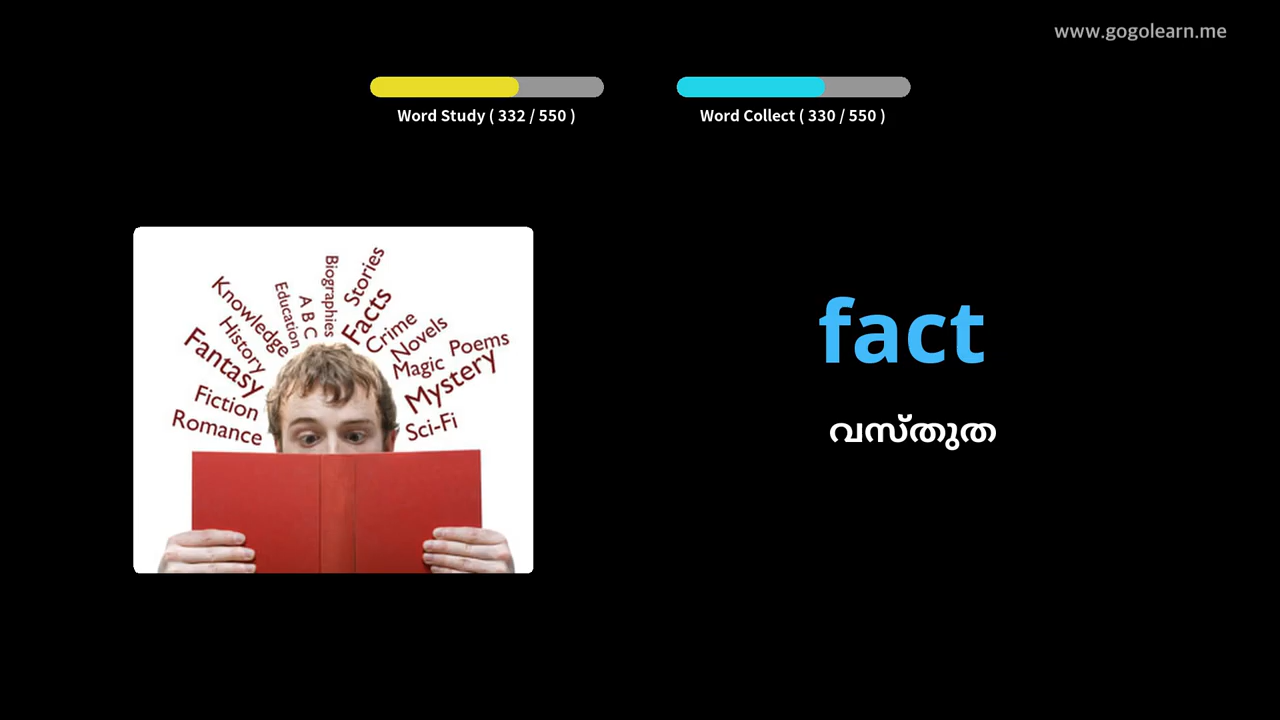 www.gogolearn.me
Word Study ( 332 / 550 )
Word Collect ( 330 / 550 )
Knowledge
Education
A B C
Biographies
Stories
Facts
Crime
Novels
Poems
Magic
Mystery
History
Fantasy
Fiction
Romance
Sci-Fi
fact
വസ്തുത